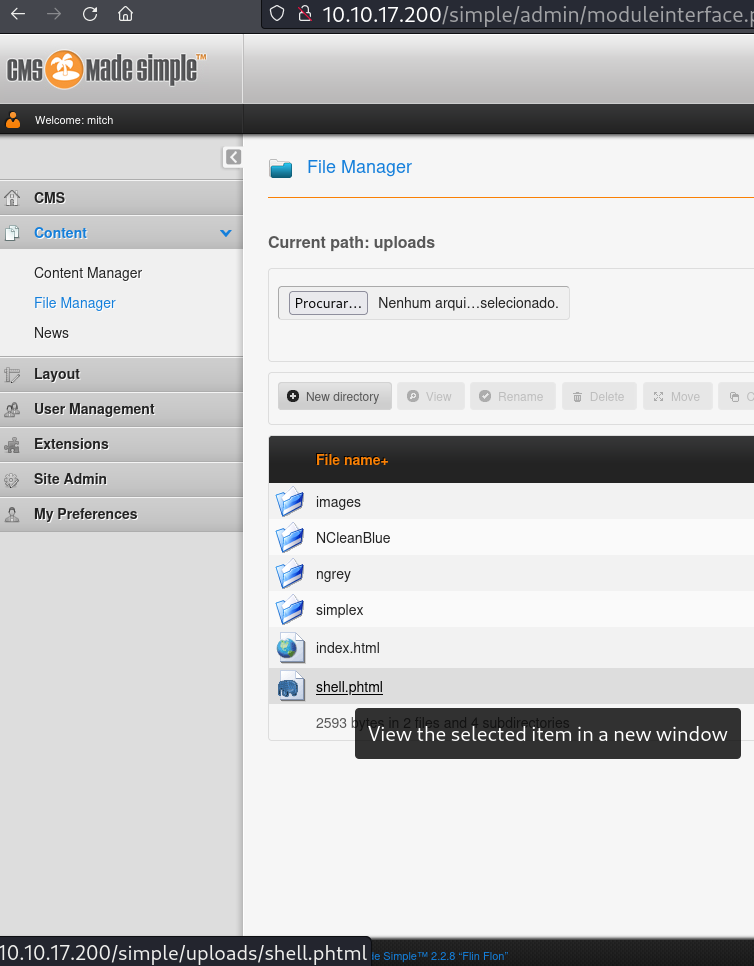 10.10.17.200/simple/admin/moduleinterface.p
CMS made simple™
Welcome: mitch
File Manager
CMS
Content
Content Manager
File Manager
News
Layout
User Management
Extensions
Site Admin
My Preferences
Current path: uploads
Procurar… Nenhum arqui…selecionado.
New directory View Rename Delete Move C
File name+
images
NCleanBlue
ngrey
simplex
index.html
shell.phtml
2593 bytes in 2 files and 4 subdirectories
View the selected item in a new window
10.10.17.200/simple/uploads/shell.phtml
le Simple™ 2.2.8 “Flin Flon”